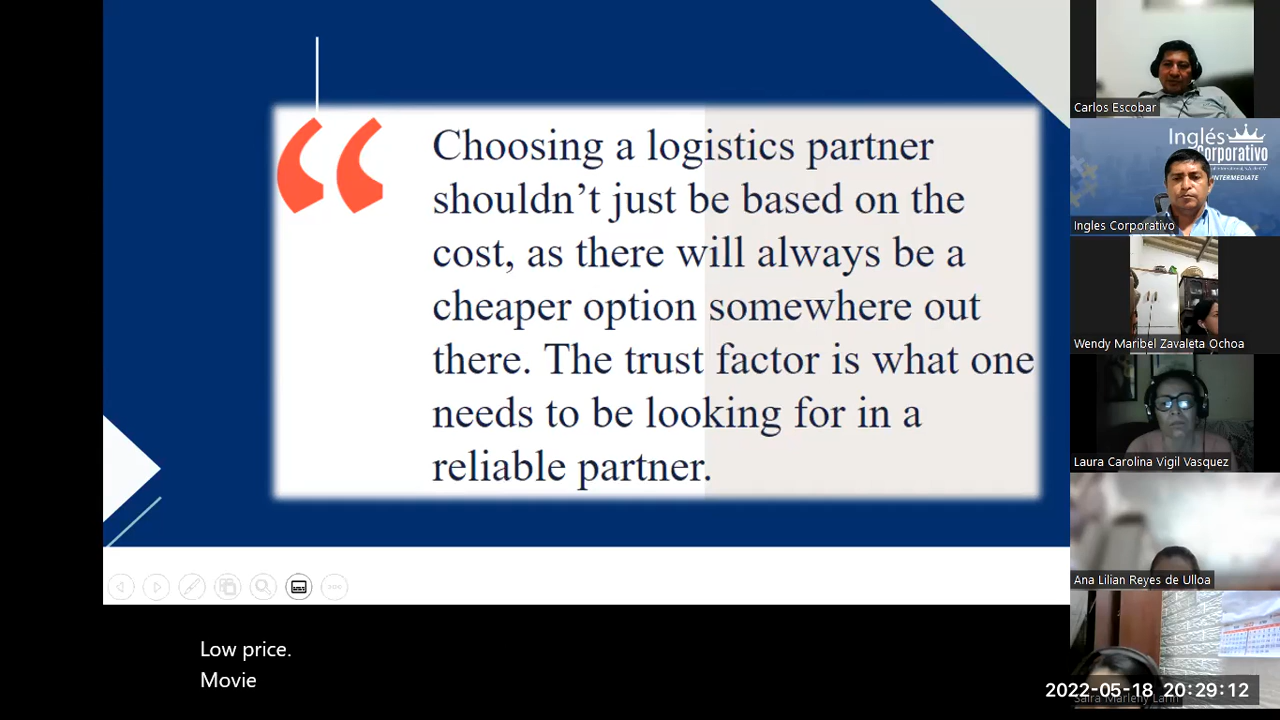 “
Choosing a logistics partner
shouldn’t just be based on the
cost, as there will always be a
cheaper option somewhere out
there. The trust factor is what one
needs to be looking for in a
reliable partner.
Low price.
Movie
Carlos Escobar
Inglés
Corporativo
INTERMEDIATE
Ingles Corporativo
Wendy Maribel Zavaleta Ochoa
Laura Carolina Vigil Vasquez
Ana Lilian Reyes de Ulloa
2022-05-18 20:29:12